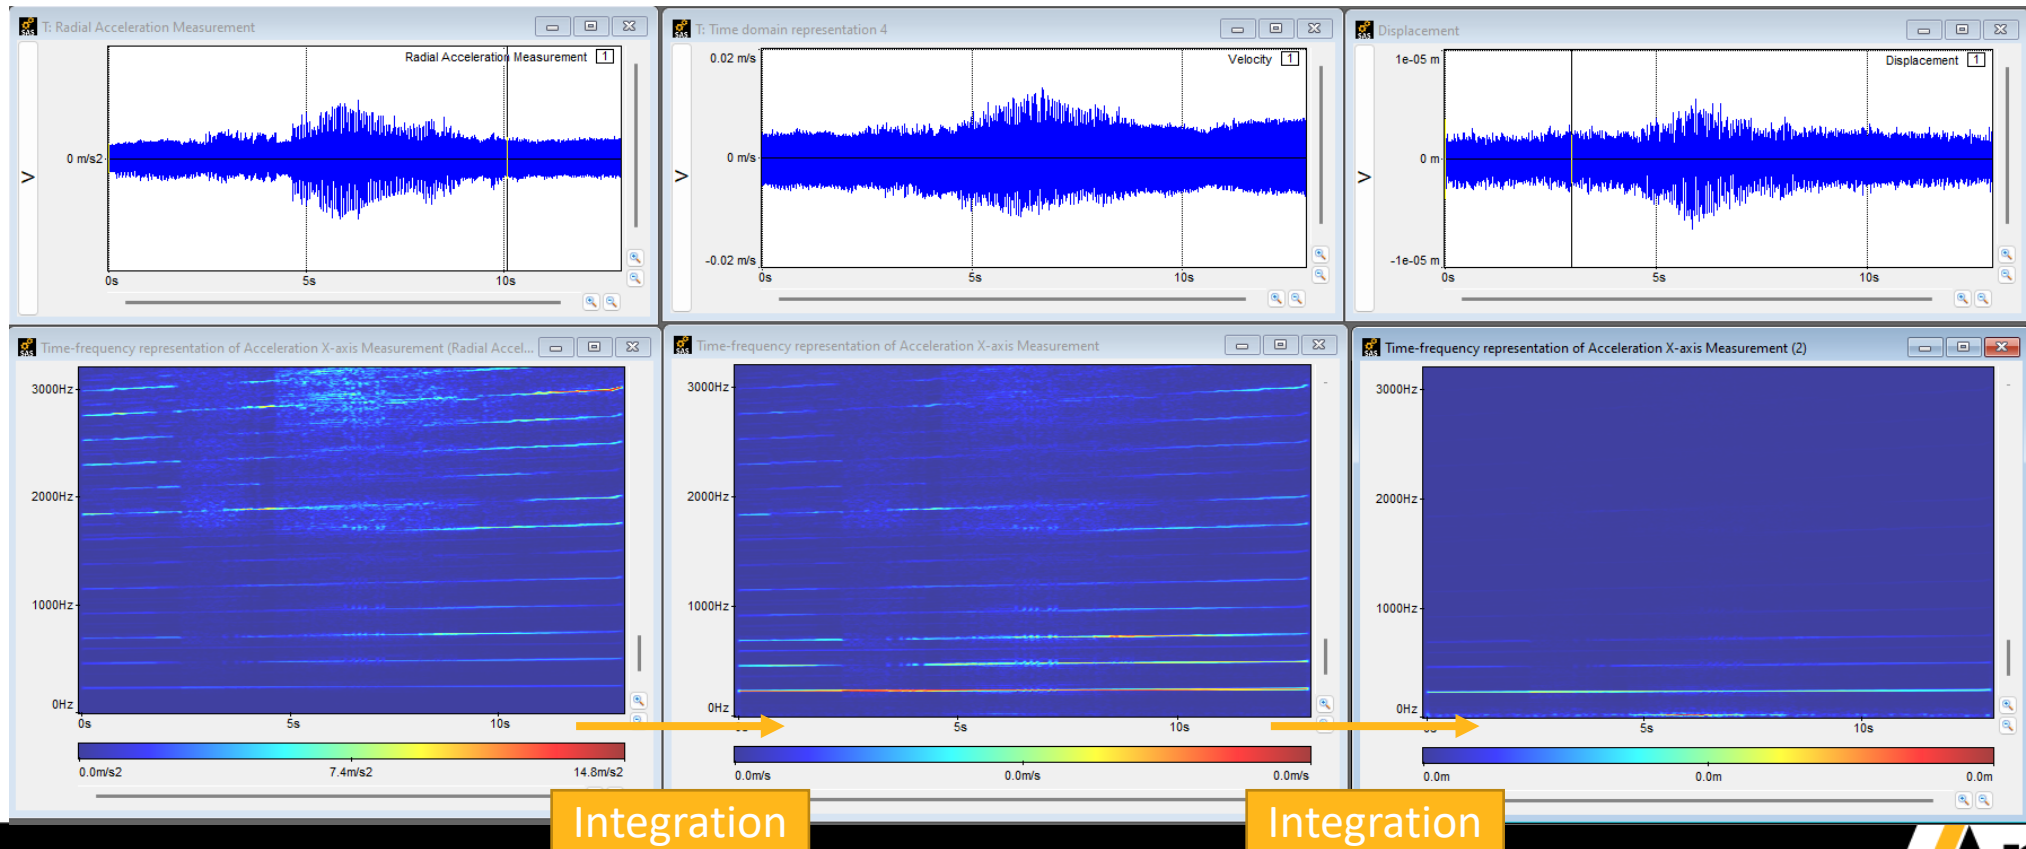 T: Radial Acceleration Measurement
Radial Acceleration Measurement 1
0 m/s2
0s 5s 10s
T: Time domain representation 4
0.02 m/s
Velocity 1
0 m/s
-0.02 m/s
0s 5s 10s
Displacement
1e-05 m
Displacement 1
0 m
-1e-05 m
0s 5s 10s
Time-frequency representation of Acceleration X-axis Measurement (Radial Accel...
3000Hz
2000Hz
1000Hz
0Hz
0s 5s 10s
0.0m/s2 7.4m/s2 14.8m/s2
Time-frequency representation of Acceleration X-axis Measurement
3000Hz
2000Hz
1000Hz
0Hz
5s 10s
0.0m/s 0.0m/s 0.0m/s
Time-frequency representation of Acceleration X-axis Measurement (2)
3000Hz
2000Hz
1000Hz
0Hz
5s 10s
0.0m 0.0m 0.0m
Integration
Integration